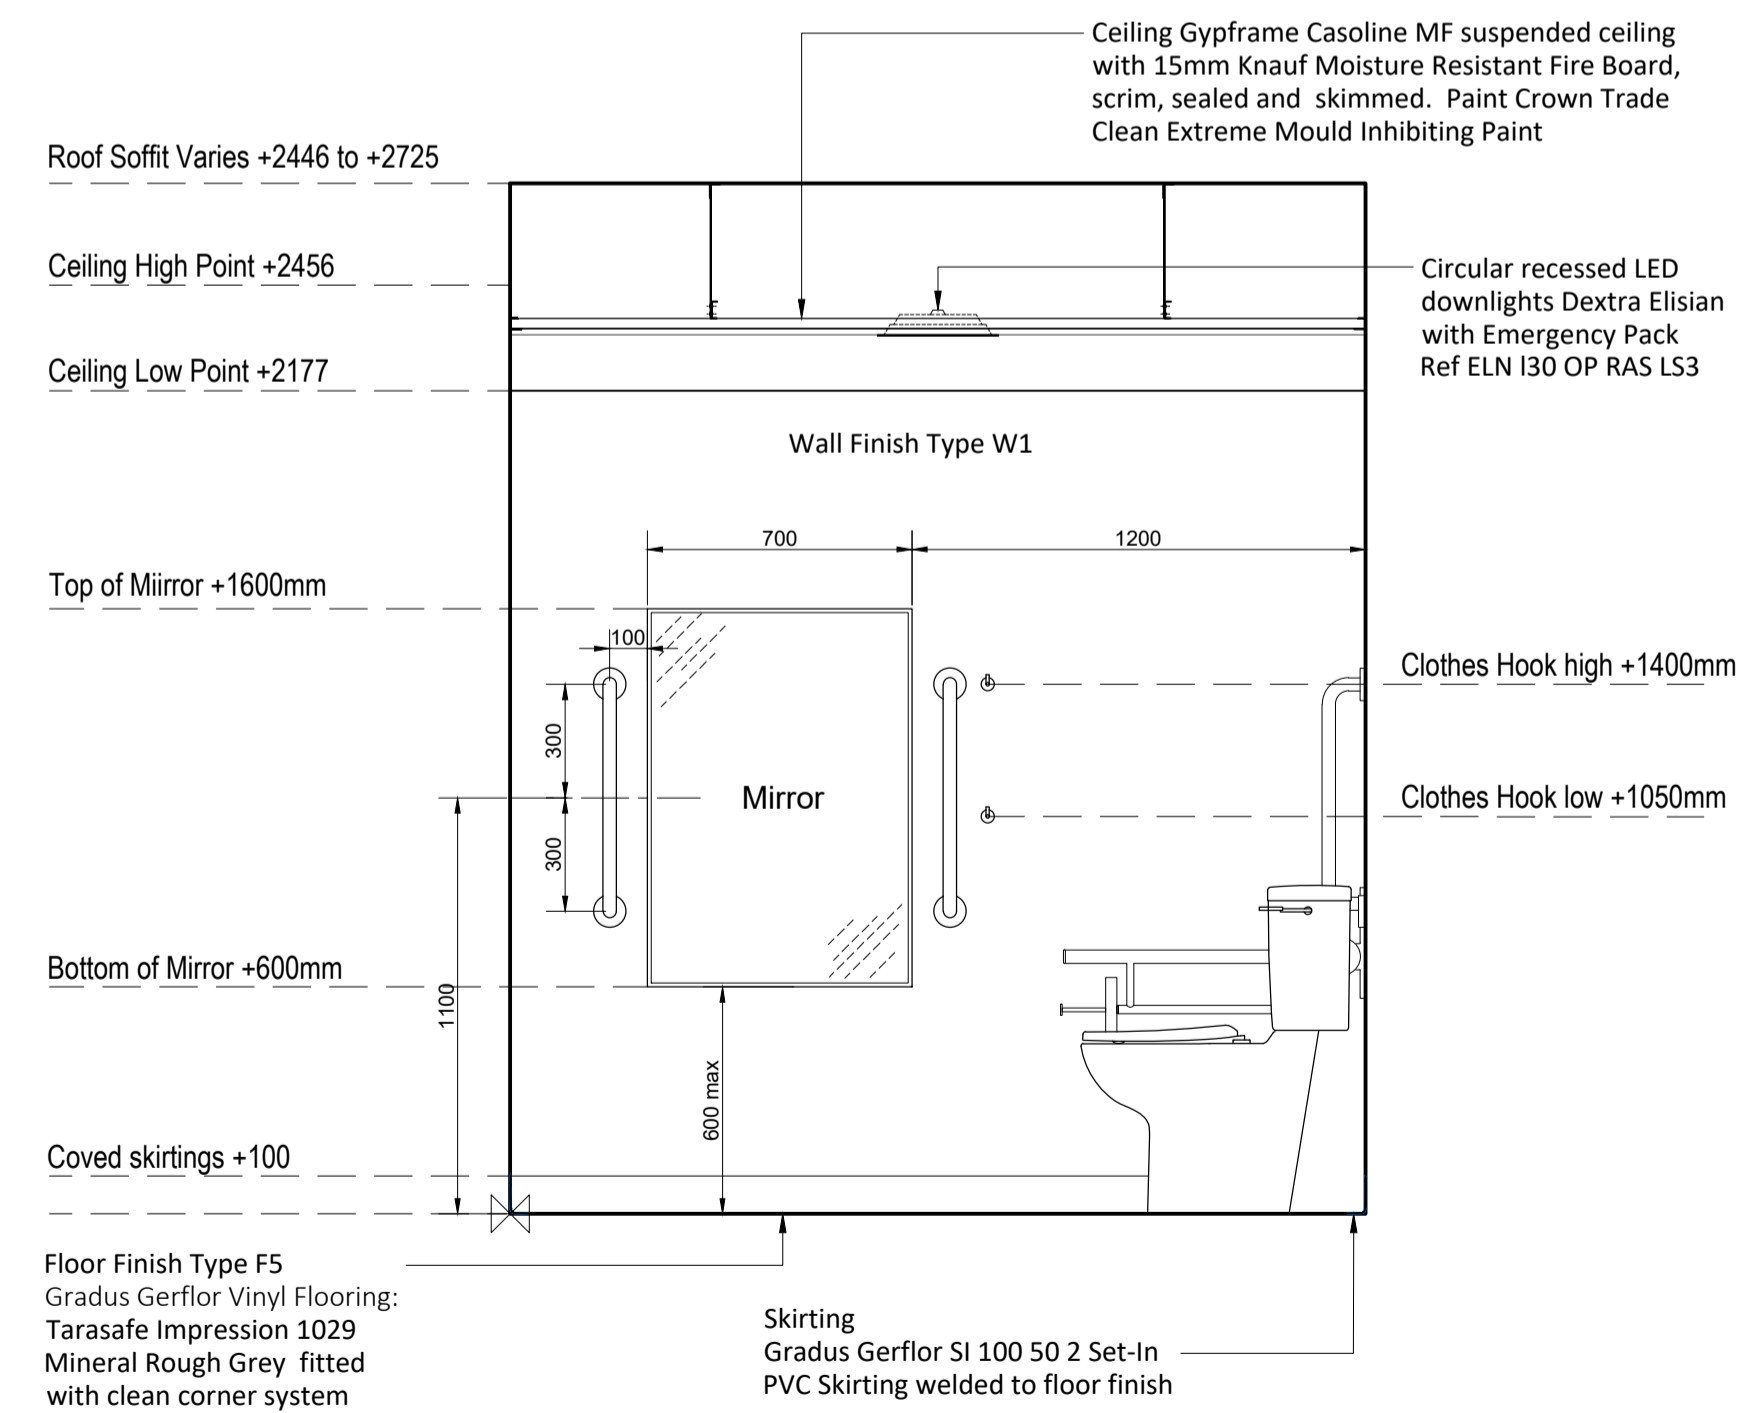 Ceiling Gypframe Casoline MF suspended ceiling
with 15mm Knauf Moisture Resistant Fire Board,
scrim, sealed and  skimmed.  Paint Crown Trade
Clean Extreme Mould Inhibiting Paint
Roof Soffit Varies +2446 to +2725
Ceiling High Point +2456
Circular recessed LED
downlights Dextra Elisian
with Emergency Pack
Ref ELN l30 OP RAS LS3
Ceiling Low Point +2177
Wall Finish Type W1
700
1200
Top of Miirror +1600mm
100
Clothes Hook high +1400mm
300
Mirror
Clothes Hook low +1050mm
300
Bottom of Mirror +600mm
1100
600 max
Coved skirtings +100
Floor Finish Type F5
Gradus Gerflor Vinyl Flooring:
Tarasafe Impression 1029
Mineral Rough Grey  fitted
with clean corner system
Skirting
Gradus Gerflor SI 100 50 2 Set-In
PVC Skirting welded to floor finish